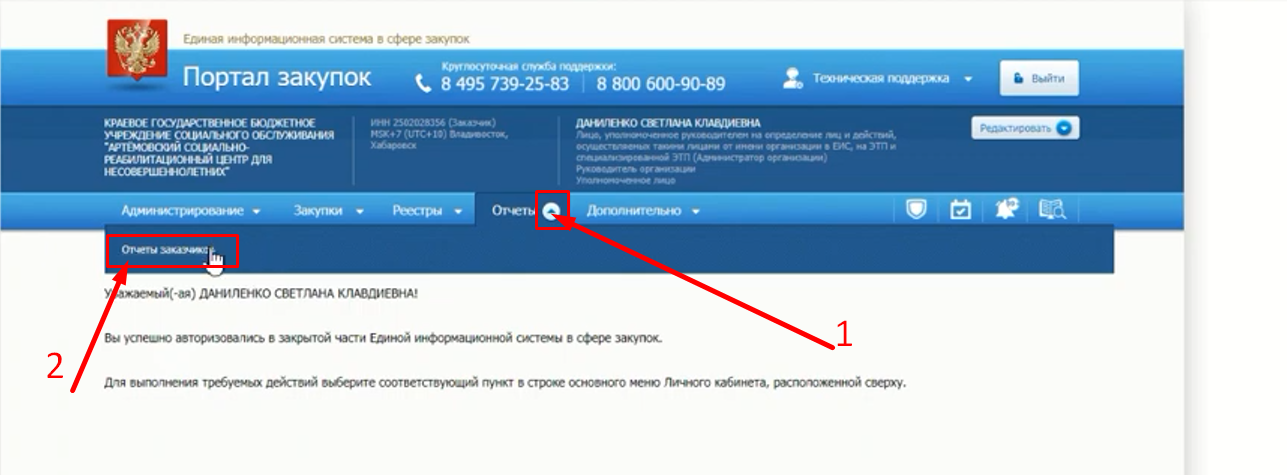 Единая информационная система в сфере закупок
Портал закупок
Круглосуточная служба поддержки:
8 495 739-25-83 8 800 600-90-89
Техническая поддержка
Выйти
КРАЕВОЕ ГОСУДАРСТВЕННОЕ БЮДЖЕТНОЕ
УЧРЕЖДЕНИЕ СОЦИАЛЬНОГО ОБСЛУЖИВАНИЯ
"АРТЁМОВСКИЙ СОЦИАЛЬНО-
РЕАБИЛИТАЦИОННЫЙ ЦЕНТР ДЛЯ
НЕСОВЕРШЕННОЛЕТНИХ"
ИНН 2502028356 (Заказчик)
MSK+7 (UTC+10) Владивосток,
Хабаровск
ДАНИЛЕНКО СВЕТЛАНА КЛАВДИЕВНА
Лицо, уполномоченное руководителем на определение лиц и действий,
осуществляемых такими лицами от имени организации в ЕИС, на ЭТП и
специализированной ЭТП (Администратор организации)
Руководитель организации
Уполномоченное лицо
Редактировать
Администрирование Закупки Реестры Отчеты Дополнительно
Отчеты заказчиков
Уважаемый(-ая) ДАНИЛЕНКО СВЕТЛАНА КЛАВДИЕВНА!
Вы успешно авторизовались в закрытой части Единой информационной системы в сфере закупок.
1
2
Для выполнения требуемых действий выберите соответствующий пункт в строке основного меню Личного кабинета, расположенной сверху.